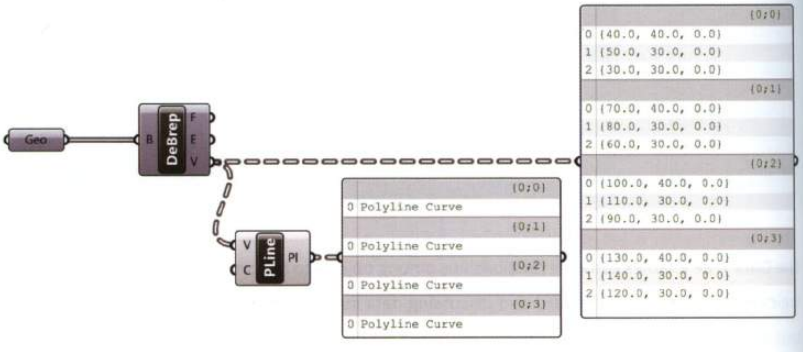 Geo
B
DeBrep
F
E
V
V
C
PLine
Pl
{0;0}
0 Polyline Curve
{0;1}
0 Polyline Curve
{0;2}
0 Polyline Curve
{0;3}
0 Polyline Curve
{0;0}
0 {40.0, 40.0, 0.0}
1 {50.0, 30.0, 0.0}
2 {30.0, 30.0, 0.0}
{0;1}
0 {70.0, 40.0, 0.0}
1 {80.0, 30.0, 0.0}
2 {60.0, 30.0, 0.0}
{0;2}
0 {100.0, 40.0, 0.0}
1 {110.0, 30.0, 0.0}
2 {90.0, 30.0, 0.0}
{0;3}
0 {130.0, 40.0, 0.0}
1 {140.0, 30.0, 0.0}
2 {120.0, 30.0, 0.0}